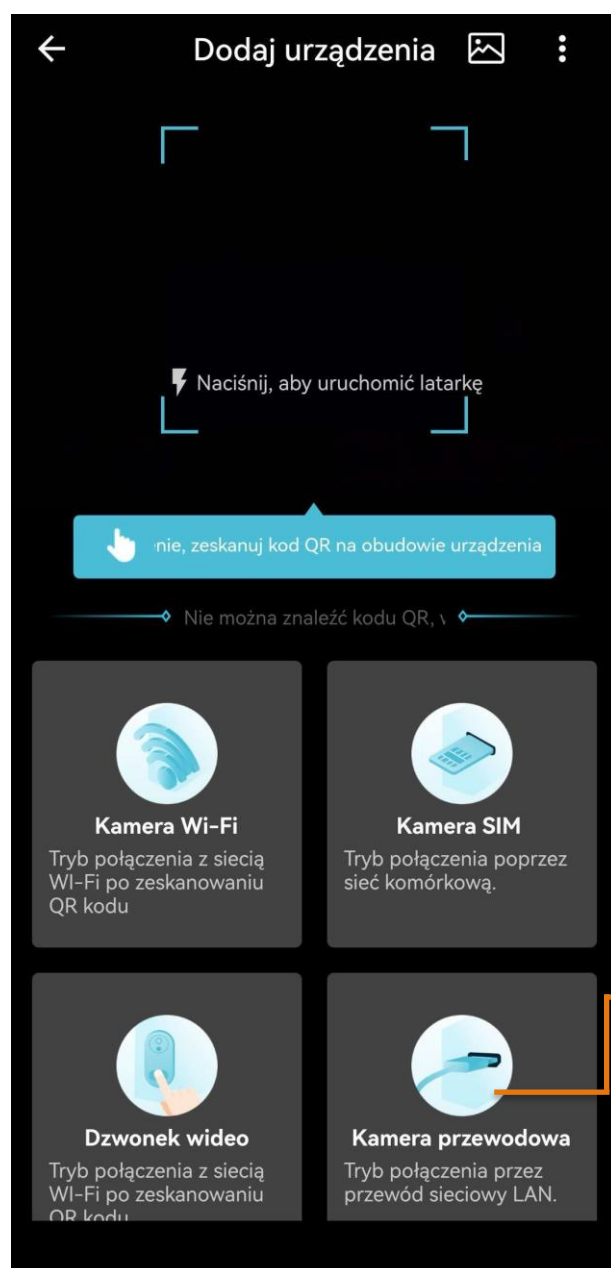 Dodaj urządzenia
Naciśnij, aby uruchomić latarkę
nie, zeskanuj kod QR na obudowie urządzenia
Nie można znaleźć kodu QR,
Kamera Wi-Fi
Tryb połączenia z siecią
WI-Fi po zeskanowaniu
QR kodu
Kamera SIM
Tryb połączenia poprzez
sieć komórkową.
Dzwonek wideo
Tryb połączenia z siecią
WI-Fi po zeskanowaniu
QR kodu
Kamera przewodowa
Tryb połączenia przez
przewód sieciowy LAN.